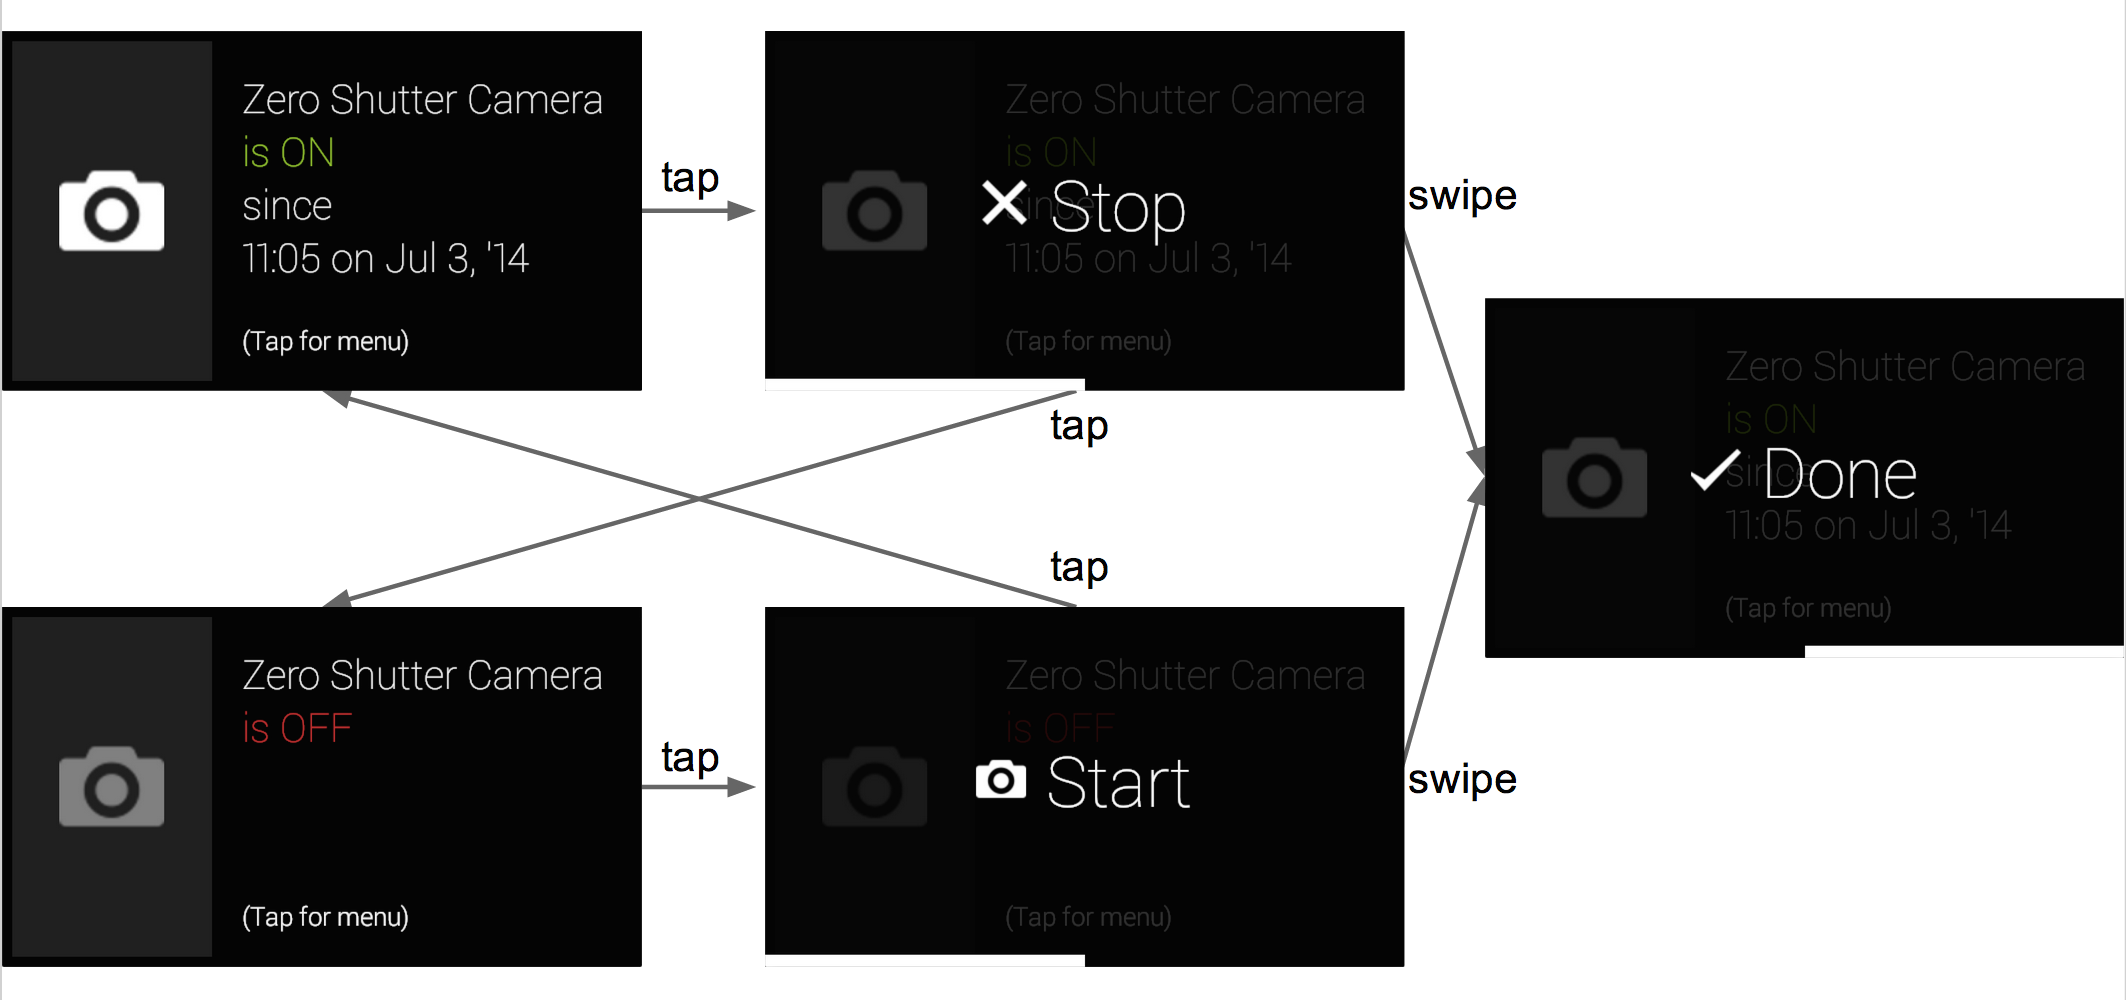 Zero Shutter Camera
is ON
since
11:05 on Jul 3, '14
(Tap for menu)
tap
Zero Shutter Camera
is ON
since
Stop
11:05 on Jul 3, '14
(Tap for menu)
swipe
tap
Zero Shutter Camera
is ON
since
Done
11:05 on Jul 3, '14
(Tap for menu)
tap
Zero Shutter Camera
is OFF
(Tap for menu)
tap
Zero Shutter Camera
is OFF
Start
(Tap for menu)
swipe